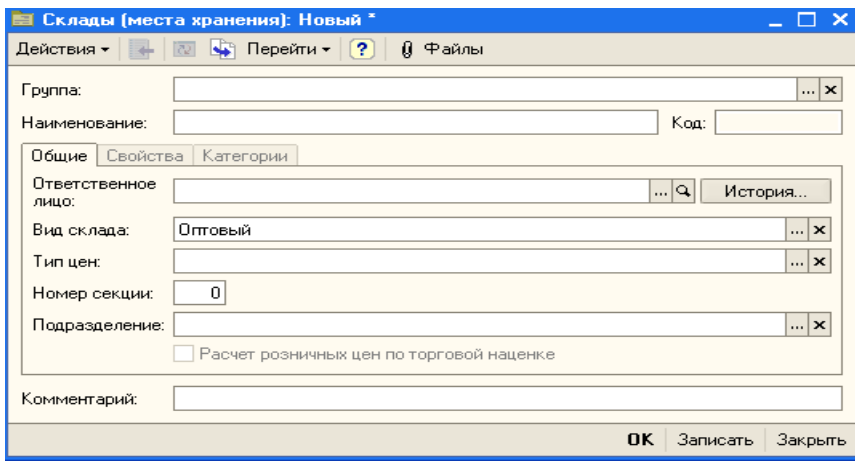 Склады (места хранения): Новый *
Действия Перейти ? Файлы
Группа: ...
Наименование: Код:
Общие Свойства Категории
Ответственное лицо: ... История...
Вид склада: Оптовый ...
Тип цен: ...
Номер секции: 0
Подразделение: ...
Расчет розничных цен по торговой наценке
Комментарий:
OK Записать Закрыть